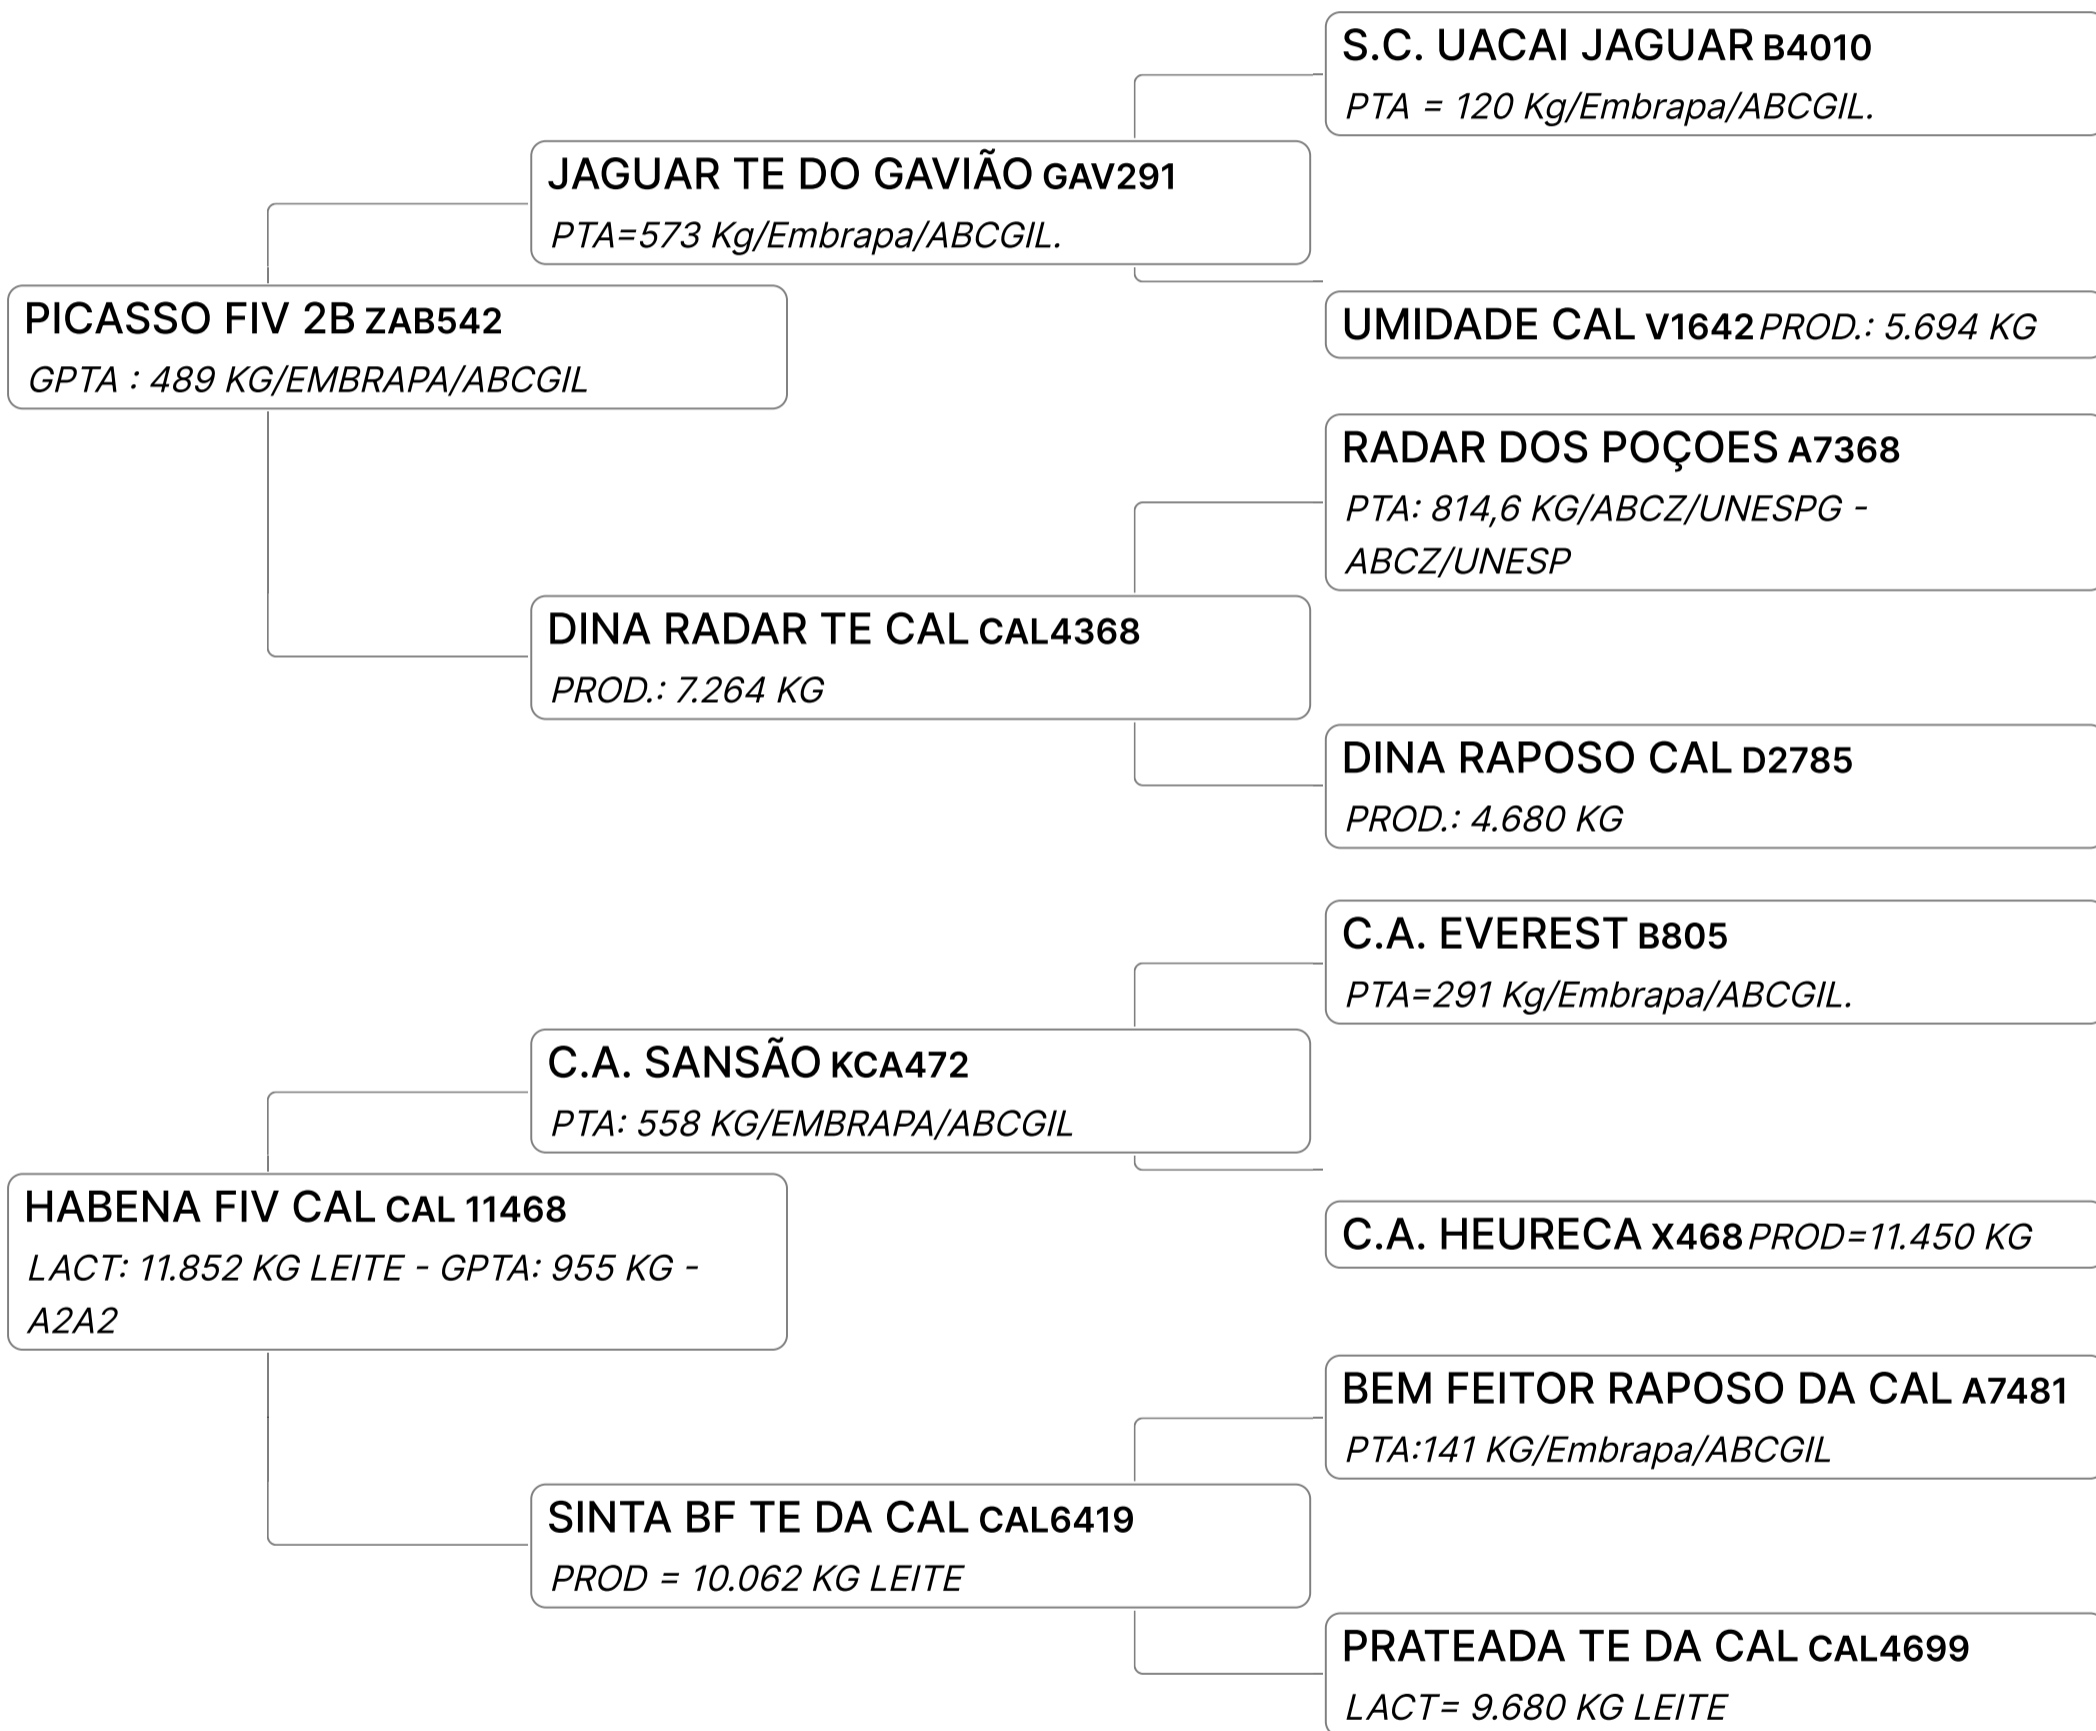 S.C. UACAI JAGUAR B4010
PTA = 120 Kg/Embrapa/ABCGIL.
JAGUAR TE DO GAVIÃO GAV291
PTA=573 Kg/Embrapa/ABCGIL.
UMIDADE CAL V1642 PROD.: 5.694 KG
PICASSO FIV 2B ZAB542
GPTA : 489 KG/EMBRAPA/ABCGIL
RADAR DOS POÇOES A7368
PTA: 814,6 KG/ABCZ/UNESPG -
ABCZ/UNESP
DINA RADAR TE CAL CAL4368
PROD.: 7.264 KG
DINA RAPOSO CAL D2785
PROD.: 4.680 KG
C.A. EVEREST B805
PTA=291 Kg/Embrapa/ABCGIL.
C.A. SANSÃO KCA472
PTA: 558 KG/EMBRAPA/ABCGIL
C.A. HEURECA X468 PROD=11.450 KG
HABENA FIV CAL CAL 11468
LACT: 11.852 KG LEITE - GPTA: 955 KG -
A2A2
BEM FEITOR RAPOSO DA CAL A7481
PTA:141 KG/Embrapa/ABCGIL
SINTA BF TE DA CAL CAL6419
PROD = 10.062 KG LEITE
PRATEADA TE DA CAL CAL4699
LACT= 9.680 KG LEITE